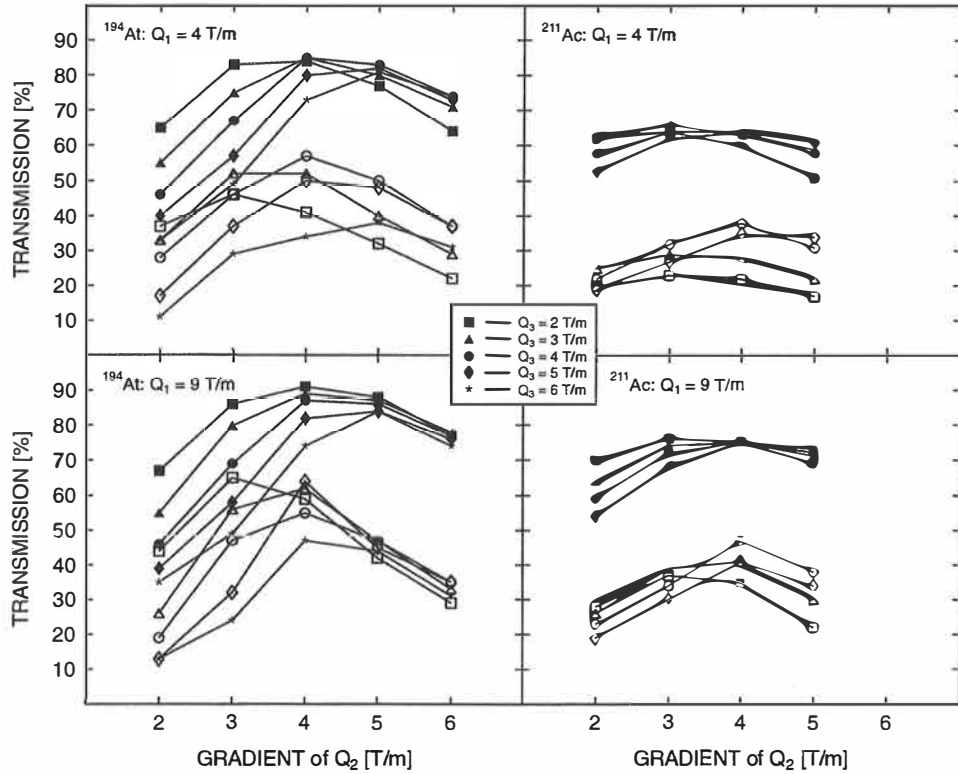 ¹⁹⁴At: Q₁ = 4 T/m
²¹¹Ac: Q₁ = 4 T/m
TRANSMISSION [%]
90
80
70
60
50
40
30
20
10
Q₃ = 2 T/m
Q₃ = 3 T/m
Q₃ = 4 T/m
Q₃ = 5 T/m
Q₃ = 6 T/m
¹⁹⁴At: Q₁ = 9 T/m
²¹¹Ac: Q₁ = 9 T/m
TRANSMISSION [%]
90
80
70
60
50
40
30
20
10
2 3 4 5 6
2 3 4 5 6
GRADIENT of Q₂ [T/m]
GRADIENT of Q₂ [T/m]